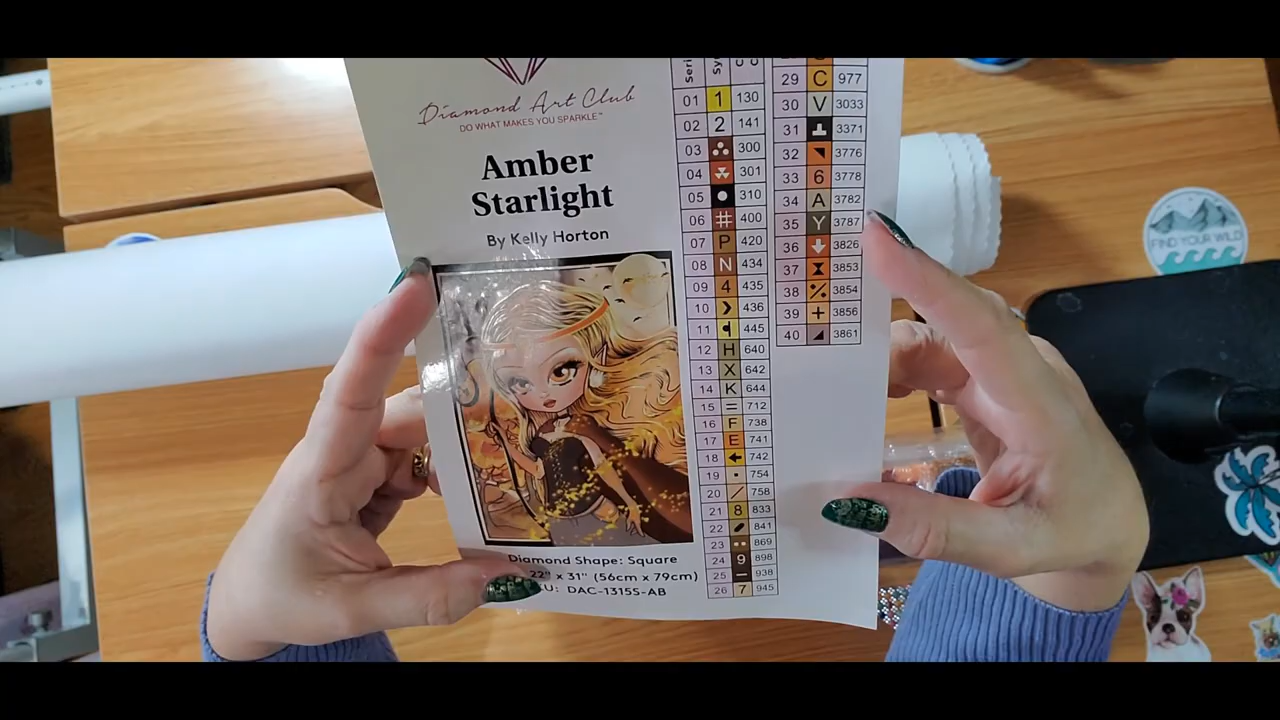 Diamond Art Club
DO WHAT MAKES YOU SPARKLE™
Amber
Starlight
By Kelly Horton
Diamond Shape: Square
22" x 31" (56cm x 79cm)
DAC-1315S-AB
01 1 130
02 2 141
03 300
04 301
05 310
06 # 400
07 P 420
08 N 434
09 4 435
10 436
11 445
12 H 640
13 X 642
14 K 644
15 = 712
16 F 738
17 E 741
18 ← 742
19 754
20 / 758
21 8 833
22 841
23 869
24 9 898
25 – 938
26 7 945
29 C 977
30 V 3033
31 3371
32 3776
33 6 3778
34 A 3782
35 Y 3787
36 3826
37 3853
38 3854
39 + 3856
40 3861
FIND YOUR WILD